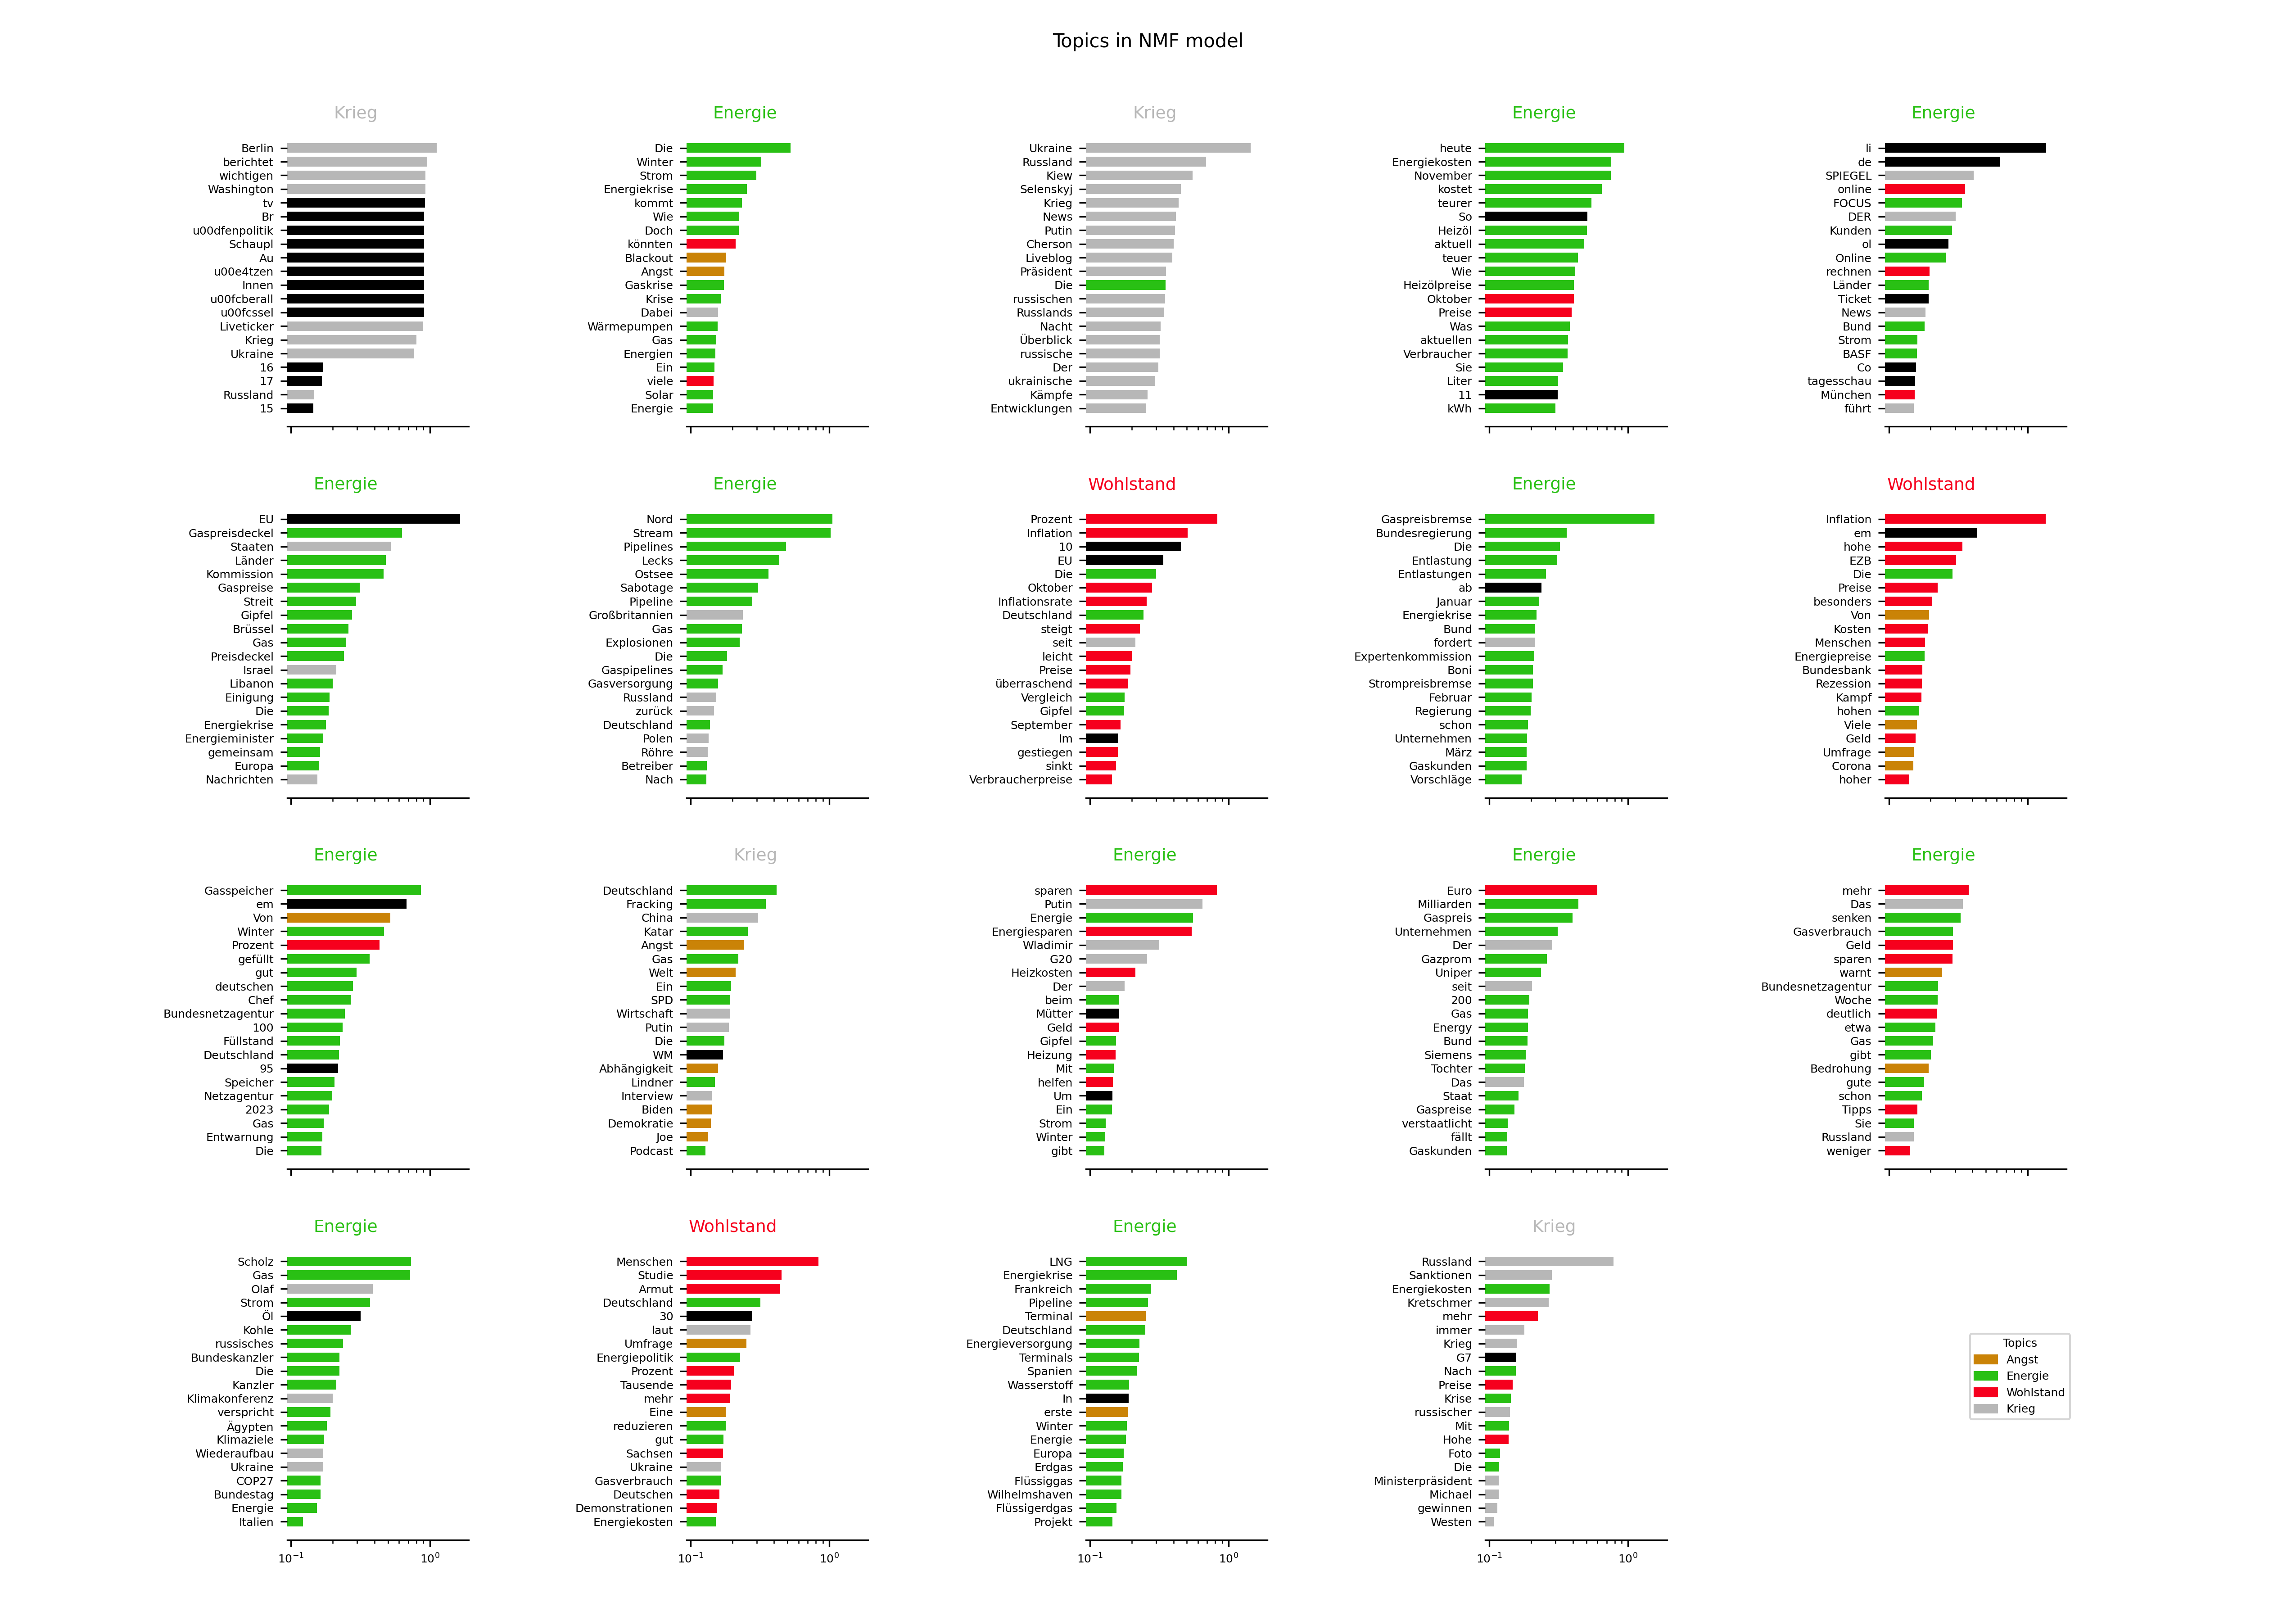 Topics in NMF model
Krieg
Berlin
berichtet
wichtigen
Washington
tv
Br
u00dfenpolitik
Schaupl
Au
u00e4tzen
Innen
u00fcberall
u00fcssel
Liveticker
Krieg
Ukraine
16
17
Russland
15
Energie
Die
Winter
Strom
Energiekrise
kommt
Wie
Doch
könnten
Blackout
Angst
Gaskrise
Krise
Dabei
Wärmepumpen
Gas
Energien
Ein
viele
Solar
Energie
Krieg
Ukraine
Russland
Kiew
Selenskyj
Krieg
News
Putin
Cherson
Liveblog
Präsident
Die
russischen
Russlands
Nacht
Überblick
russische
Der
ukrainische
Kämpfe
Entwicklungen
Energie
heute
Energiekosten
November
kostet
teurer
So
Heizöl
aktuell
teuer
Wie
Heizölpreise
Oktober
Preise
Was
aktuellen
Verbraucher
Sie
Liter
11
kWh
Energie
li
de
SPIEGEL
online
FOCUS
DER
Kunden
ol
Online
rechnen
Länder
Ticket
News
Bund
Strom
BASF
Co
tagesschau
München
führt
Energie
EU
Gaspreisdeckel
Staaten
Länder
Kommission
Gaspreise
Streit
Gipfel
Brüssel
Gas
Preisdeckel
Israel
Libanon
Einigung
Die
Energiekrise
Energieminister
gemeinsam
Europa
Nachrichten
Energie
Nord
Stream
Pipelines
Lecks
Ostsee
Sabotage
Pipeline
Großbritannien
Gas
Explosionen
Die
Gaspipelines
Gasversorgung
Russland
zurück
Deutschland
Polen
Röhre
Betreiber
Nach
Wohlstand
Prozent
Inflation
10
EU
Die
Oktober
Inflationsrate
Deutschland
steigt
seit
leicht
Preise
überraschend
Vergleich
Gipfel
September
Im
gestiegen
sinkt
Verbraucherpreise
Energie
Gaspreisbremse
Bundesregierung
Die
Entlastung
Entlastungen
ab
Januar
Energiekrise
Bund
fordert
Expertenkommission
Boni
Strompreisbremse
Februar
Regierung
schon
Unternehmen
März
Gaskunden
Vorschläge
Wohlstand
Inflation
em
hohe
EZB
Die
Preise
besonders
Von
Kosten
Menschen
Energiepreise
Bundesbank
Rezession
Kampf
hohen
Viele
Geld
Umfrage
Corona
hoher
Energie
Gasspeicher
em
Von
Winter
Prozent
gefüllt
gut
deutschen
Chef
Bundesnetzagentur
100
Füllstand
Deutschland
95
Speicher
Netzagentur
2023
Gas
Entwarnung
Die
Krieg
Deutschland
Fracking
China
Katar
Angst
Gas
Welt
Ein
SPD
Wirtschaft
Putin
Die
WM
Abhängigkeit
Lindner
Interview
Biden
Demokratie
Joe
Podcast
Energie
sparen
Putin
Energie
Energiesparen
Wladimir
G20
Heizkosten
Der
beim
Mütter
Geld
Gipfel
Heizung
Mit
helfen
Um
Ein
Strom
Winter
gibt
Energie
Euro
Milliarden
Gaspreis
Unternehmen
Der
Gazprom
Uniper
seit
200
Gas
Energy
Bund
Siemens
Tochter
Das
Staat
Gaspreise
verstaatlicht
fällt
Gaskunden
Energie
mehr
Das
senken
Gasverbrauch
Geld
sparen
warnt
Bundesnetzagentur
Woche
deutlich
etwa
Gas
gibt
Bedrohung
gute
schon
Tipps
Sie
Russland
weniger
Energie
Scholz
Gas
Olaf
Strom
Öl
Kohle
russisches
Bundeskanzler
Die
Kanzler
Klimakonferenz
verspricht
Ägypten
Klimaziele
Wiederaufbau
Ukraine
COP27
Bundestag
Energie
Italien
10⁻¹ 10⁰
Wohlstand
Menschen
Studie
Armut
Deutschland
30
laut
Umfrage
Energiepolitik
Prozent
Tausende
mehr
Eine
reduzieren
gut
Sachsen
Ukraine
Gasverbrauch
Deutschen
Demonstrationen
Energiekosten
10⁻¹ 10⁰
Energie
LNG
Energiekrise
Frankreich
Pipeline
Terminal
Deutschland
Energieversorgung
Terminals
Spanien
Wasserstoff
In
erste
Winter
Energie
Europa
Erdgas
Flüssiggas
Wilhelmshaven
Flüssigerdgas
Projekt
10⁻¹ 10⁰
Krieg
Russland
Sanktionen
Energiekosten
Kretschmer
mehr
immer
Krieg
G7
Nach
Preise
Krise
russischer
Mit
Hohe
Foto
Die
Ministerpräsident
Michael
gewinnen
Westen
10⁻¹ 10⁰
Topics
Angst
Energie
Wohlstand
Krieg